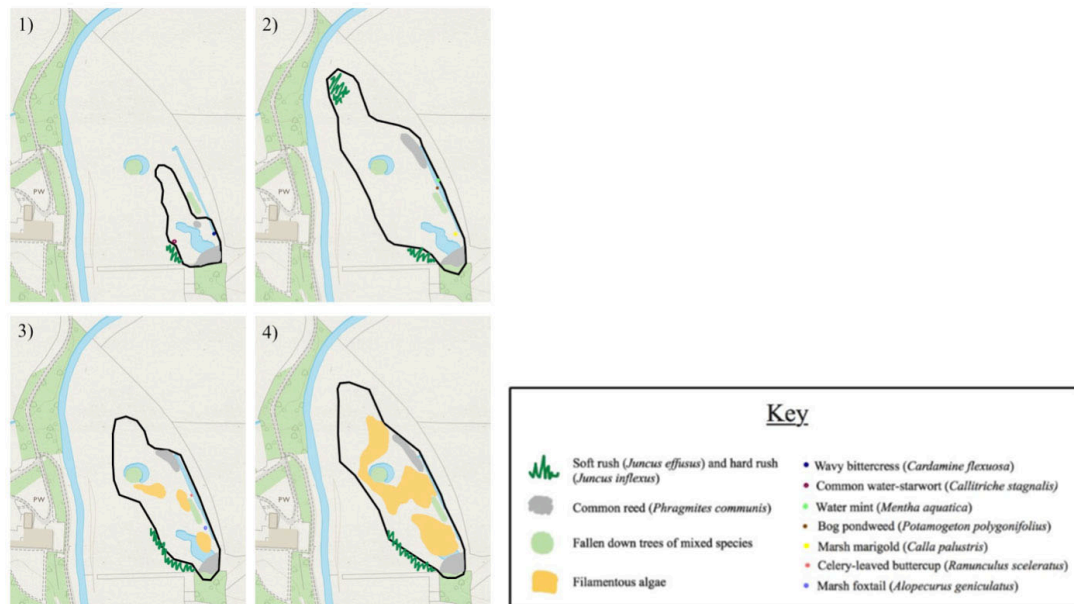 1)
2)
PW
PW
3)
4)
PW
PW
Key
Soft rush (Juncus effusus) and hard rush
(Juncus inflexus)
Common reed (Phragmites communis)
Fallen down trees of mixed species
Filamentous algae
Wavy bittercress (Cardamine flexuosa)
Common water-starwort (Callitriche stagnalis)
Water mint (Mentha aquatica)
Bog pondweed (Potamogeton polygonifolius)
Marsh marigold (Calla palustris)
Celery-leaved buttercup (Ranunculus sceleratus)
Marsh foxtail (Alopecurus geniculatus)